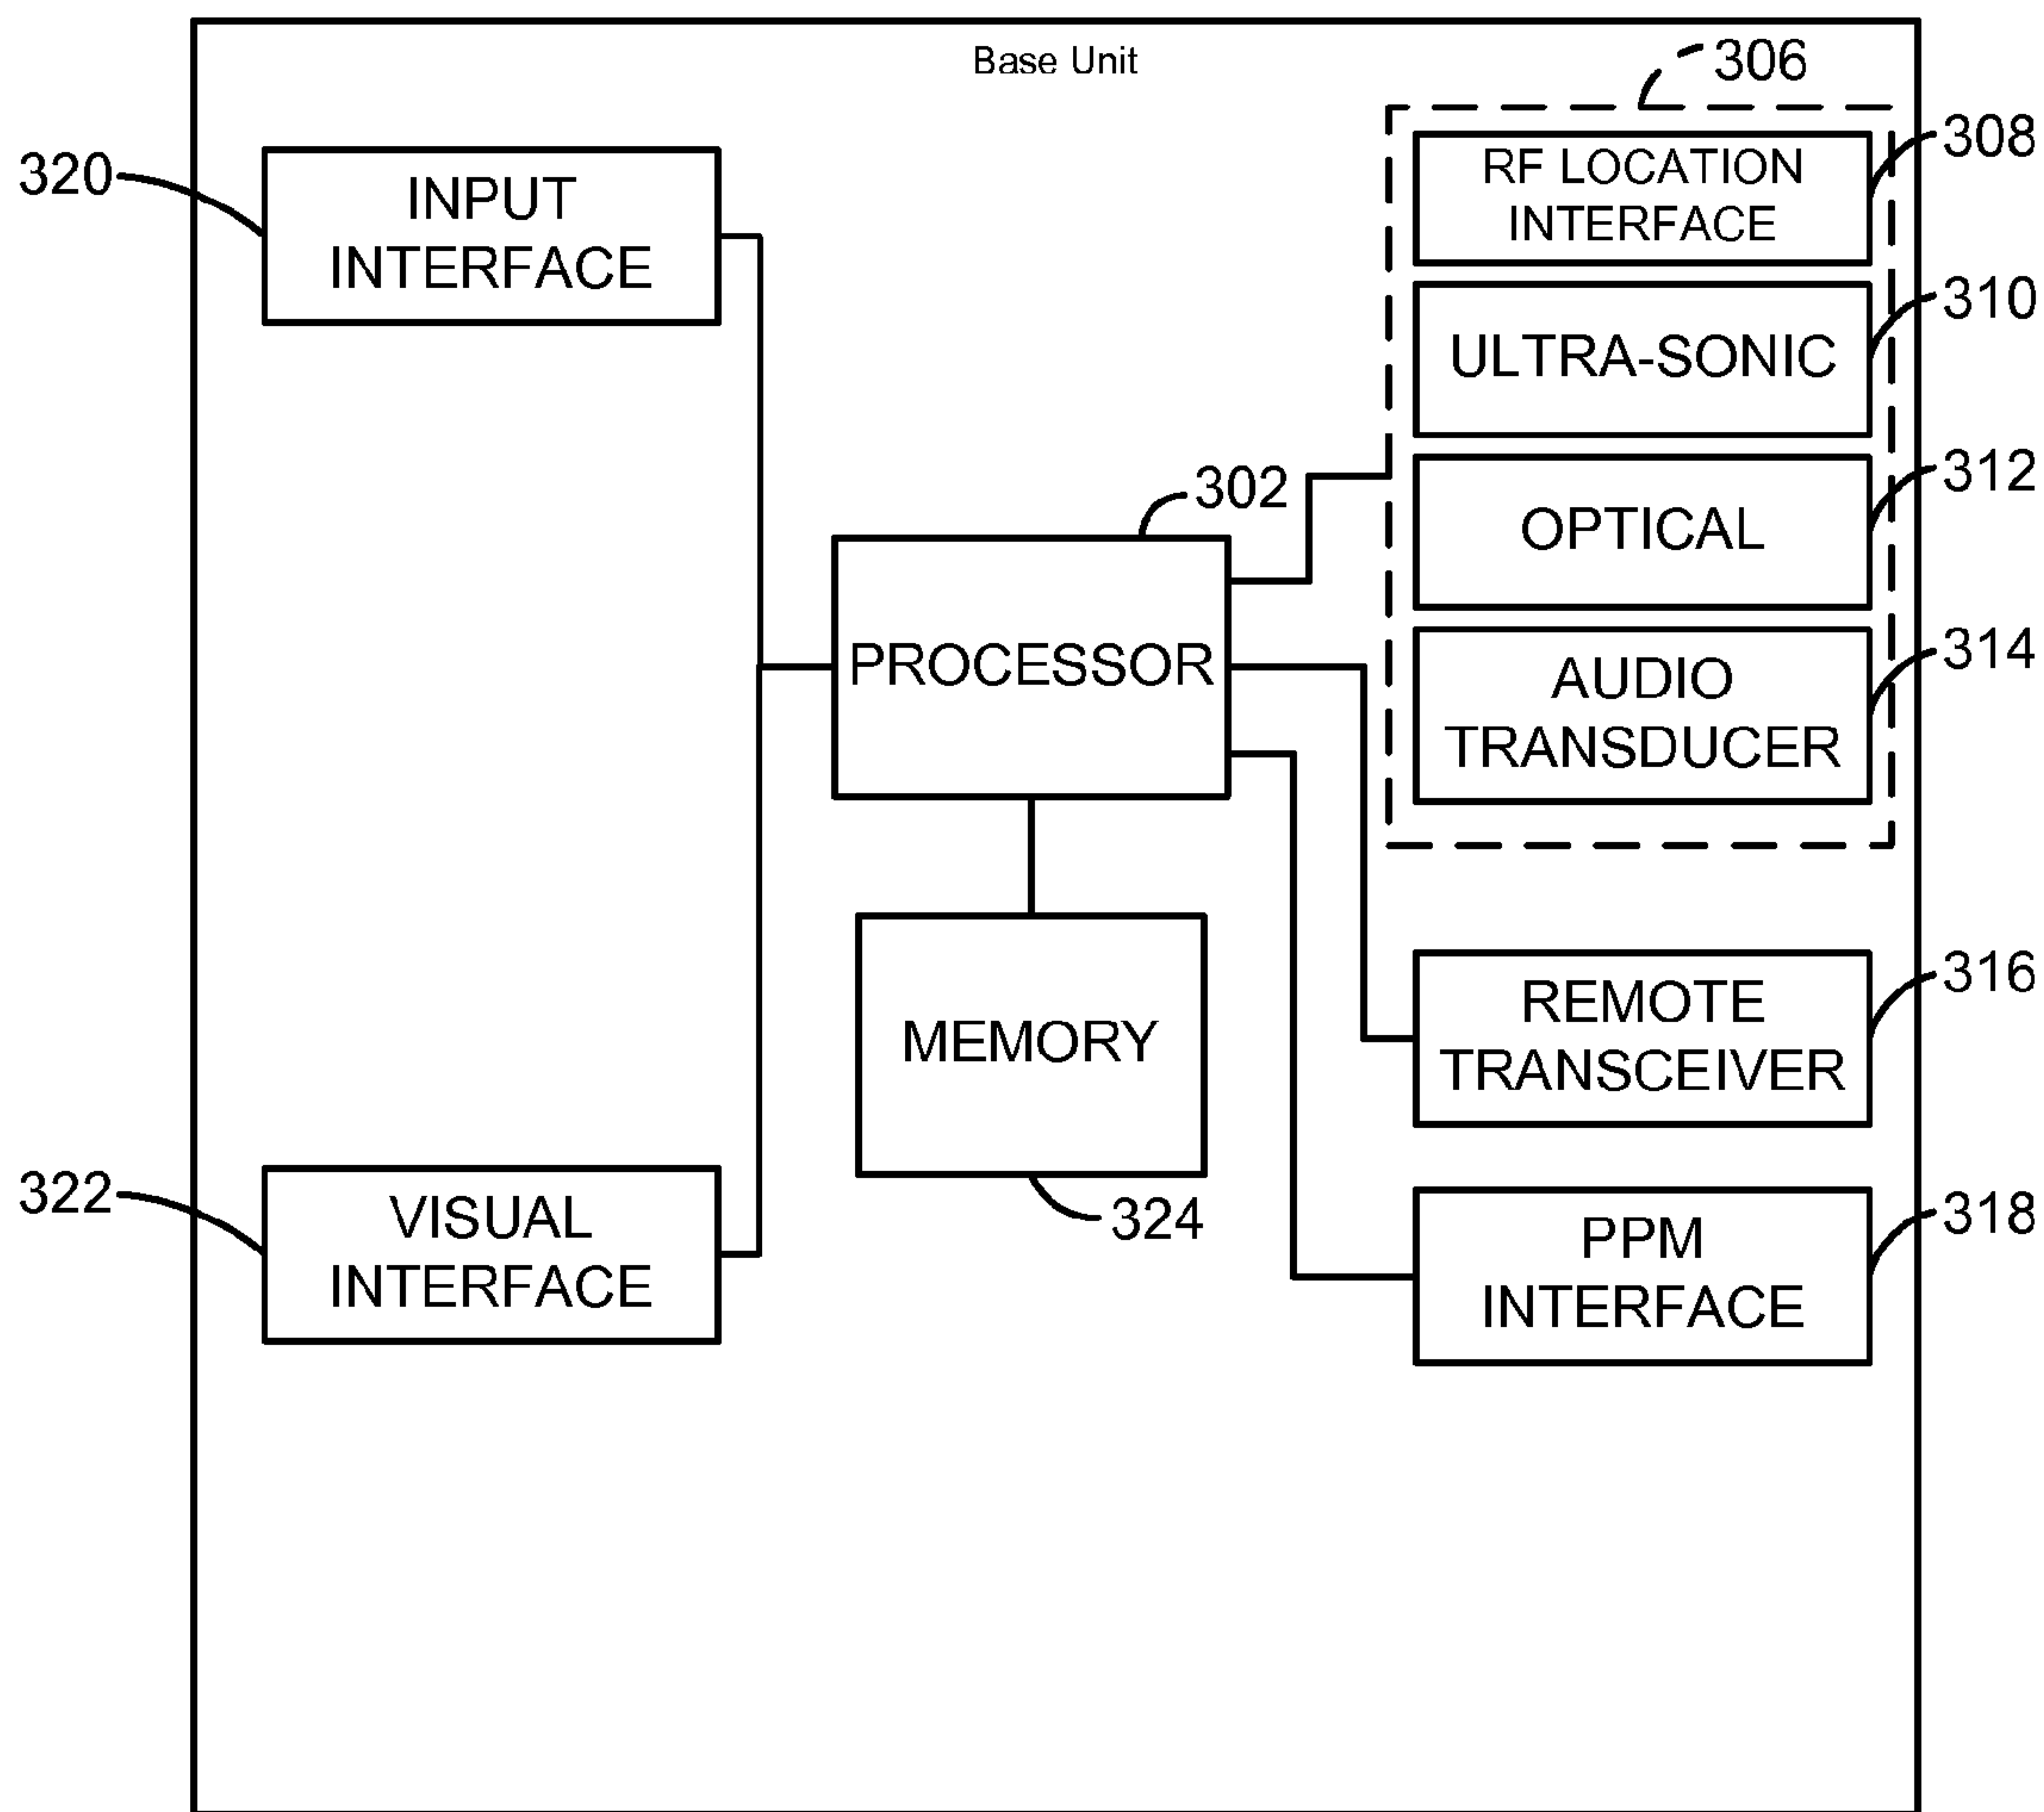 Base Unit
306
308
RF LOCATION
INTERFACE
320
INPUT
INTERFACE
310
ULTRA-SONIC
312
OPTICAL
302
PROCESSOR
314
AUDIO
TRANSDUCER
MEMORY
324
316
REMOTE
TRANSCEIVER
322
VISUAL
INTERFACE
318
PPM
INTERFACE